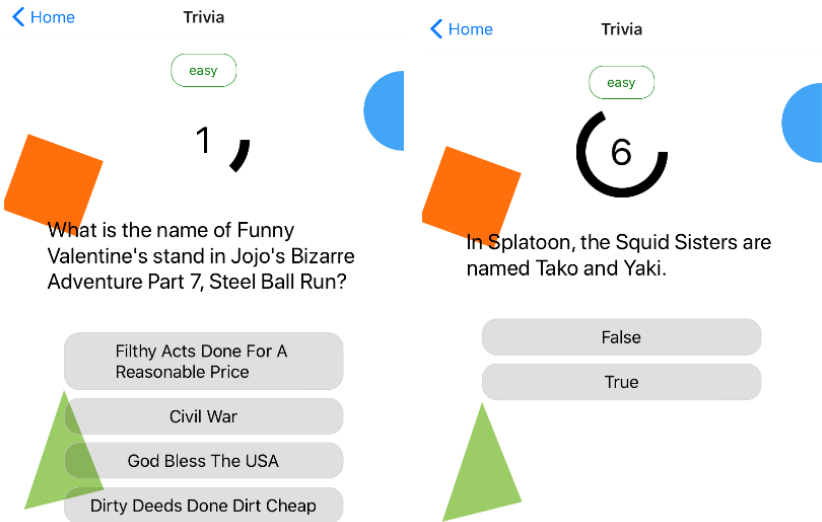 Home
Trivia
easy
1
What is the name of Funny
Valentine's stand in Jojo's Bizarre
Adventure Part 7, Steel Ball Run?
Filthy Acts Done For A
Reasonable Price
Civil War
God Bless The USA
Dirty Deeds Done Dirt Cheap
Home
Trivia
easy
6
In Splatoon, the Squid Sisters are
named Tako and Yaki.
False
True